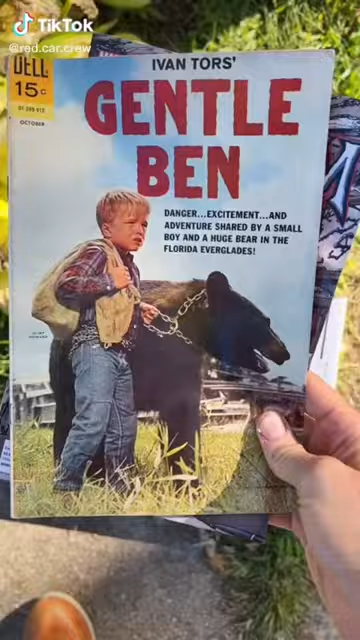 TikTok
@red.car.crew
DELL
15¢
OCTOBER
IVAN TORS'
GENTLE
BEN
DANGER...EXCITEMENT...AND
ADVENTURE SHARED BY A SMALL
BOY AND A HUGE BEAR IN THE
FLORIDA EVERGLADES!